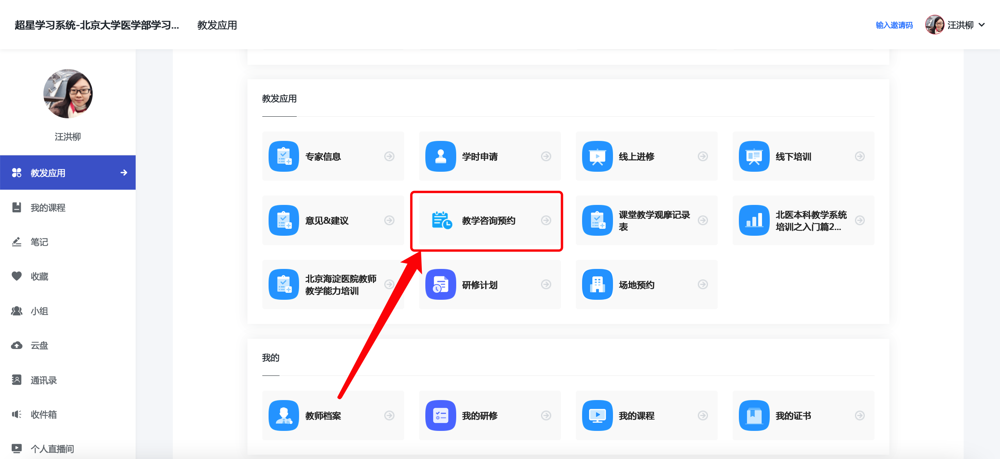 超星学习系统-北京大学医学部学习...
教发应用
输入邀请码
汪洪柳
汪洪柳
教发应用
我的课程
笔记
收藏
小组
云盘
通讯录
收件箱
个人直播间
教发应用
专家信息
学时申请
线上进修
线下培训
意见&建议
教学咨询预约
课堂教学观摩记录
表
北医本科教学系统
培训之入门篇2...
北京海淀医院教师
教学能力培训
研修计划
场地预约
我的
教师档案
我的研修
我的课程
我的证书